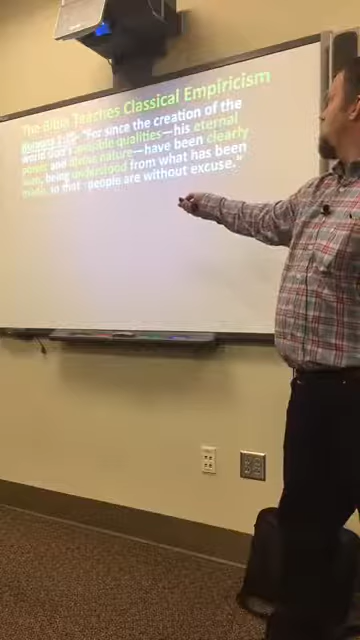 The Bible Teaches Classical Empiricism
Romans 1:20 "For since the creation of the
world God's invisible qualities—his eternal
power and divine nature—have been clearly
seen, being understood from what has been
made, so that people are without excuse."